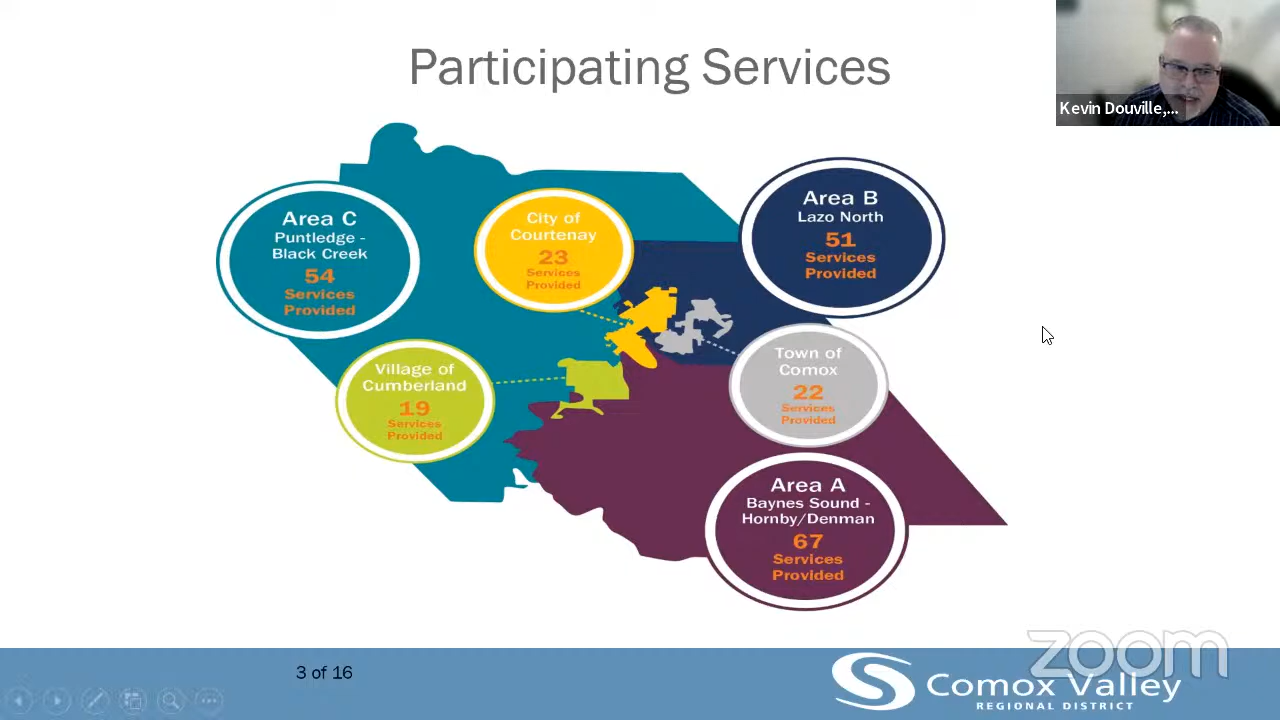 Participating Services
Kevin Douville,...
Area C
Puntledge -
Black Creek
54
Services
Provided
City of
Courtenay
23
Services
Provided
Area B
Lazo North
51
Services
Provided
Village of
Cumberland
19
Services
Provided
Town of
Comox
22
Services
Provided
Area A
Baynes Sound -
Hornby/Denman
67
Services
Provided
zoom
3 of 16
Comox Valley
REGIONAL DISTRICT